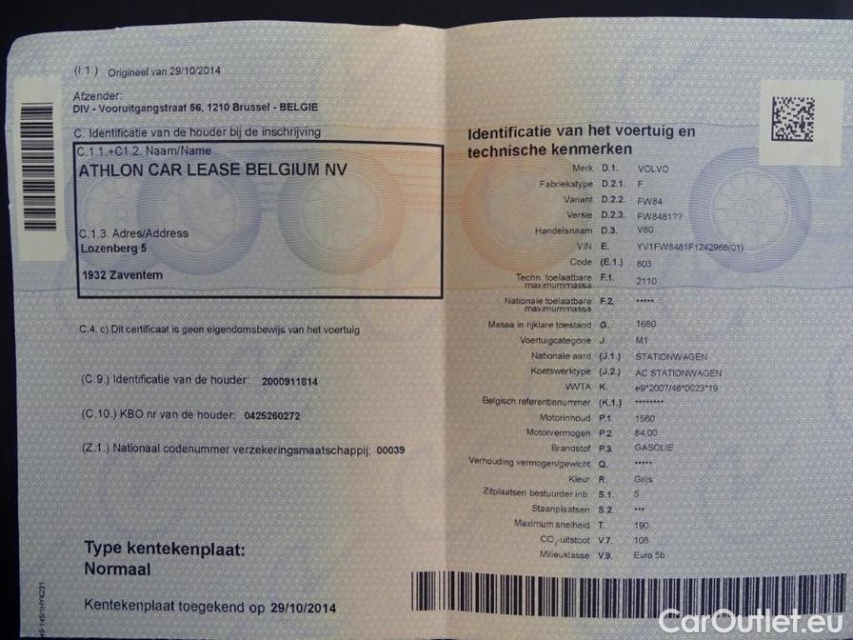 (I.1.) Origineel van 29/10/2014
Afzender:
DIV - Vooruitgangstraat 56, 1210 Brussel - BELGIE
C. Identificatie van de houder bij de inschrijving
C.1.1.+C1.2. Naam/Name
ATHLON CAR LEASE BELGIUM NV
C.1.3. Adres/Address
Lozenberg 5
1932 Zaventem
C.4. c) Dit certificaat is geen eigendomsbewijs van het voertuig
(C.9.) Identificatie van de houder: 2000911814
(C.10.) KBO nr van de houder: 0425260272
(Z.1.) Nationaal codenummer verzekeringsmaatschappij: 00039
Type kentekenplaat:
Normaal
Kentekenplaat toegekend op 29/10/2014
Identificatie van het voertuig en
technische kenmerken
Merk D.1. VOLVO
Fabriekstype D.2.1. F
Variant D.2.2. FW84
Versie D.2.3. FW8481??
Handelsnaam D.3. V60
VIN E. YV1FW8481F1242966(01)
Code (E.1.) 803
Techn. toelaatbare F.1. 2110
maximummassa
Nationale toelaatbare F.2. *****
maximummassa
Massa in rijklare toestand G. 1680
Voertuigcategorie J. M1
Nationale aard (J.1.) STATIONWAGEN
Koetswerktype (J.2.) AC STATIONWAGEN
WVTA K. e9*2007/46*0023*19
Belgisch referentienummer (K.1.) ********
Motorinhoud P.1. 1560
Motorvermogen P.2 84,00
Brandstof P.3. GASOLIE
Verhouding vermogen/gewicht Q. *****
Kleur R. Grijs
Zitplaatsen bestuurder inb. S.1. 5
Staanplaatsen S.2. ***
Maximum snelheid T. 190
CO2-uitstoot V.7. 108
Milieuklasse V.9. Euro 5b
CarOutlet.eu